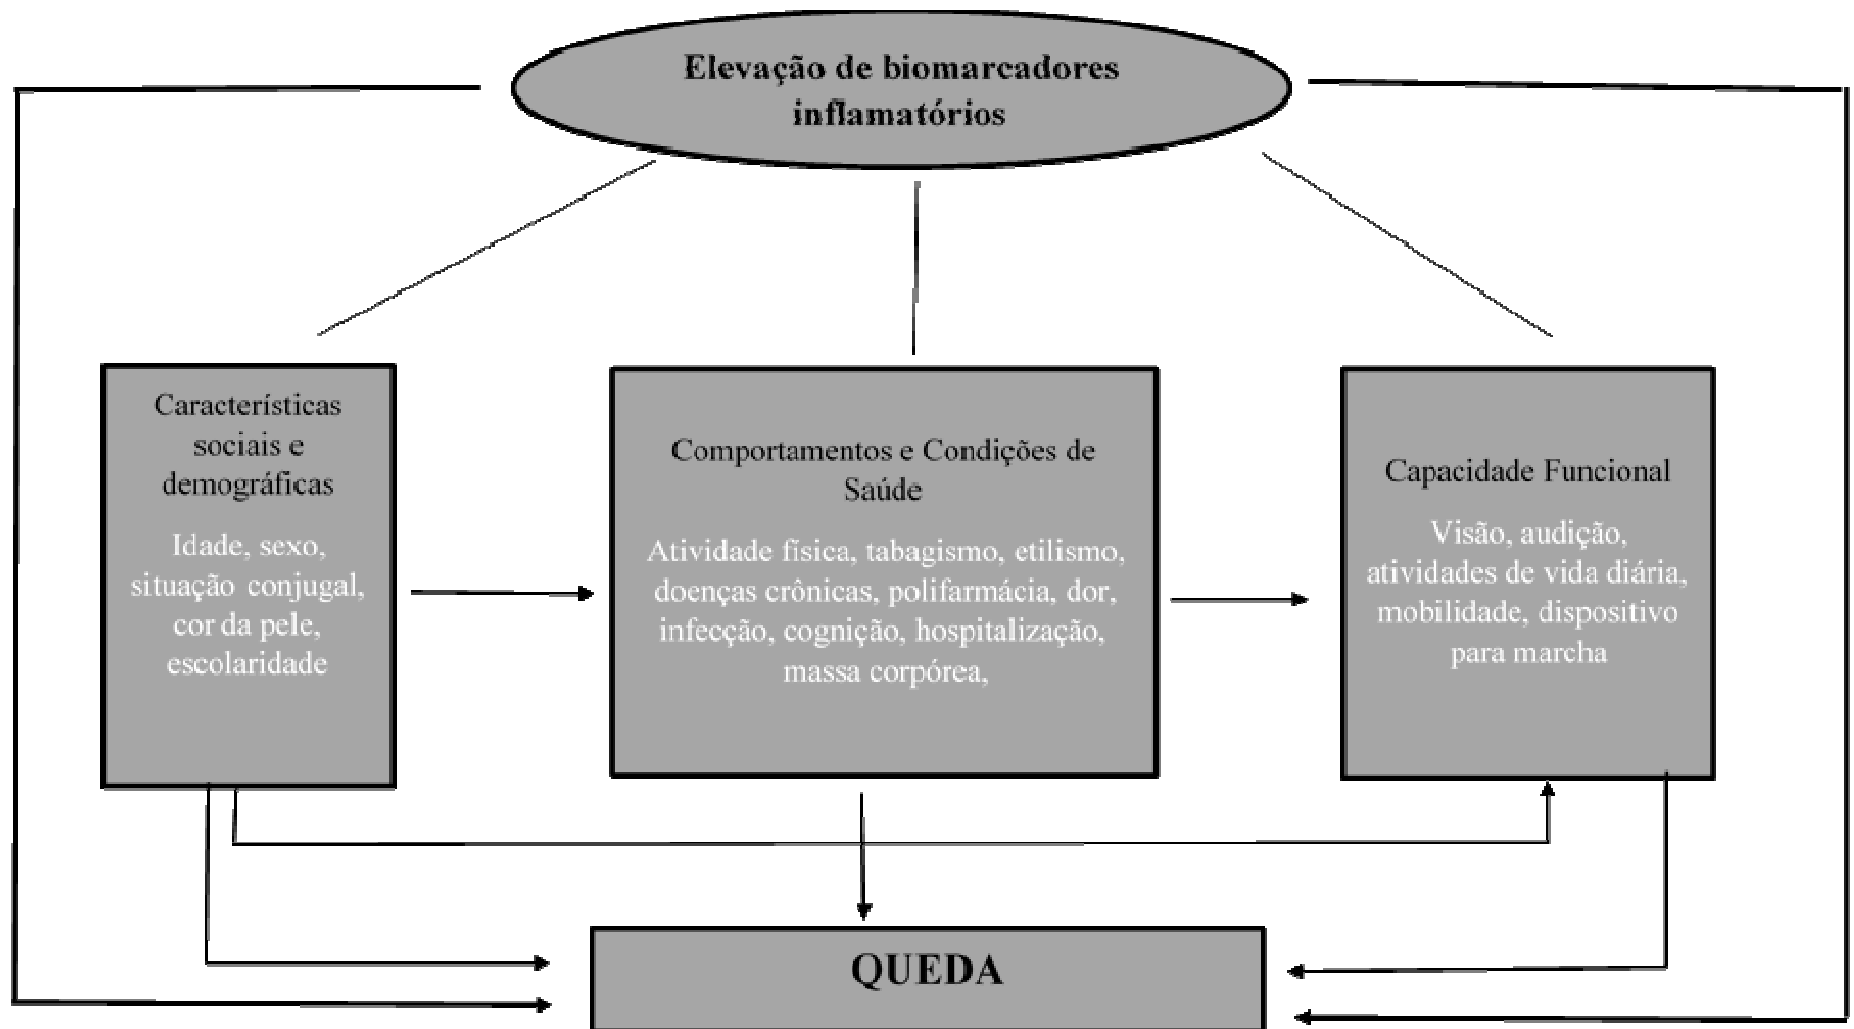 Elevação de biomarcadores
inflamatórios
Características
sociais e
demográficas
Idade, sexo,
situação conjugal,
cor da pele,
escolaridade
Comportamentos e Condições de
Saúde
Atividade física, tabagismo, etilismo,
doenças crônicas, polifarmácia, dor,
infecção, cognição, hospitalização,
massa corpórea,
Capacidade Funcional
Visão, audição,
atividades de vida diária,
mobilidade, dispositivo
para marcha
QUEDA